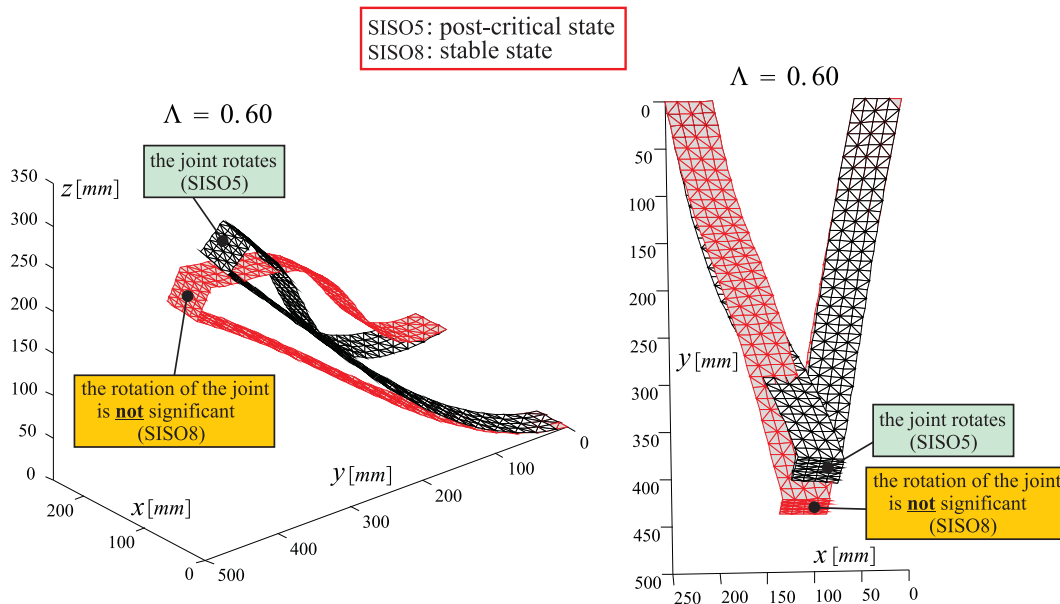 SISO5: post-critical state
SISO8: stable state
Λ = 0.60
the joint rotates
(SISO5)
350
300
250
200
150
100
50
0
z[mm]
the rotation of the joint
is not significant
(SISO8)
200
100
0
x[mm]
500
400
300
200
100
0
y[mm]
Λ = 0.60
0
50
100
150
200
250
300
350
400
450
500
y[mm]
the joint rotates
(SISO5)
the rotation of the joint
is not significant
(SISO8)
x[mm]
250 200 150 100 50 0